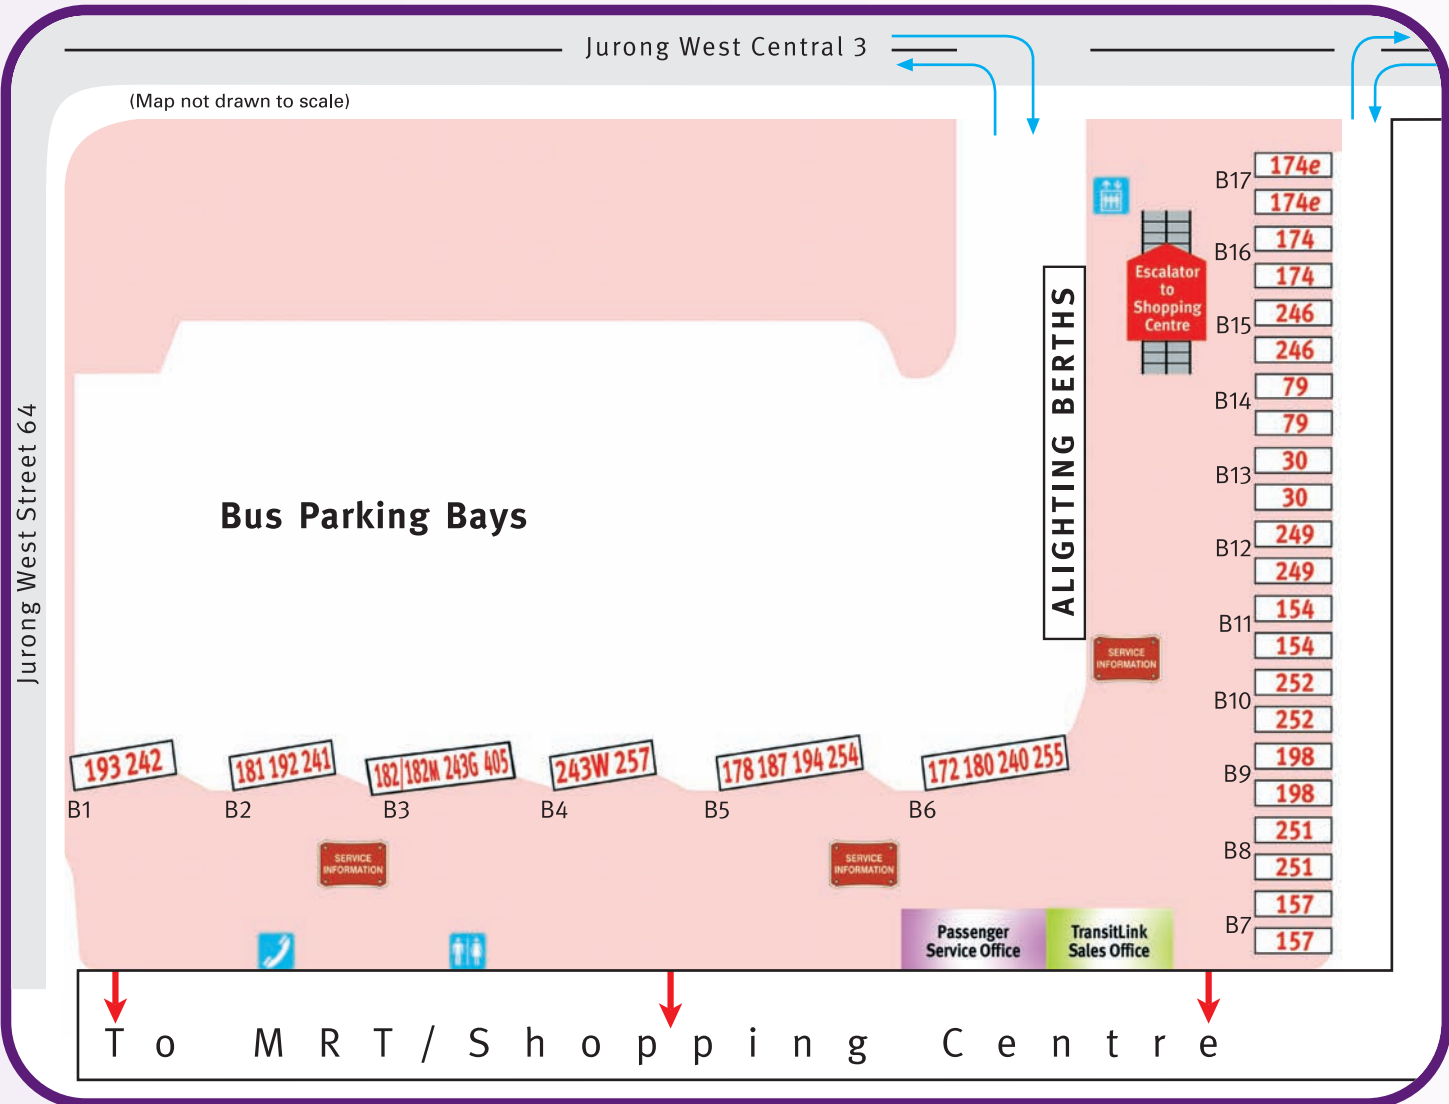 Jurong West Central 3
(Map not drawn to scale)
Jurong West Street 64
B17
174e
174e
B16
174
174
Escalator
to
Shopping
Centre
B15
246
246
B14
79
79
B13
30
30
ALIGHTING BERTHS
Bus Parking Bays
B12
249
249
B11
154
154
SERVICE
INFORMATION
B10
252
252
B9
198
198
B8
251
251
B7
157
157
193 242
B1
181 192 241
B2
182/182M 243G 405
B3
243W 257
B4
178 187 194 254
B5
172 180 240 255
B6
SERVICE
INFORMATION
SERVICE
INFORMATION
Passenger
Service Office
TransitLink
Sales Office
To MRT/Shopping Centre